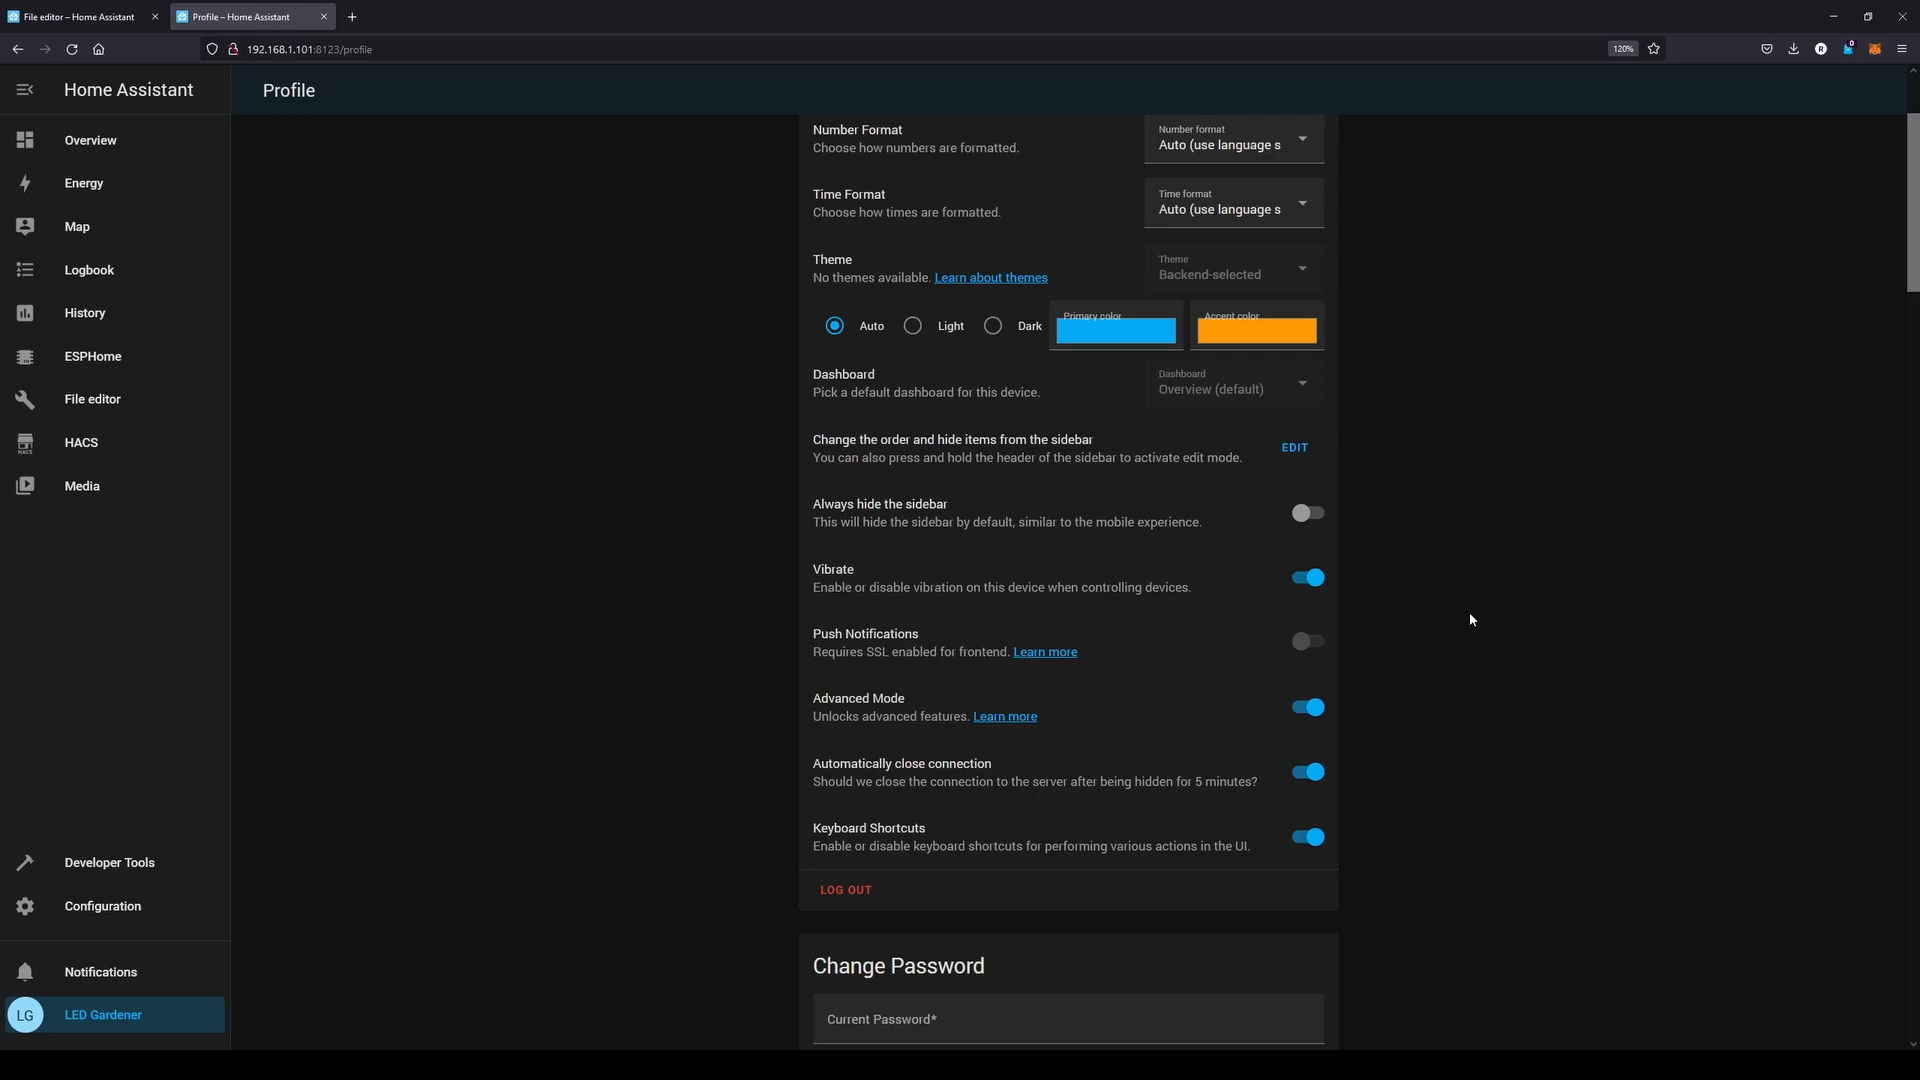 File editor – Home Assistant
Profile – Home Assistant
192.168.1.101:8123/profile
120%
0
Home Assistant
Profile
Overview
Energy
Map
Logbook
History
ESPHome
File editor
HACS
HACS
Media
Developer Tools
Configuration
Notifications
LG
LED Gardener
Number Format
Choose how numbers are formatted.
Number format
Auto (use language s
Time Format
Choose how times are formatted.
Time format
Auto (use language s
Theme
No themes available. Learn about themes
Theme
Backend-selected
Auto
Light
Dark
Primary color
Accent color
Dashboard
Pick a default dashboard for this device.
Dashboard
Overview (default)
Change the order and hide items from the sidebar
You can also press and hold the header of the sidebar to activate edit mode.
EDIT
Always hide the sidebar
This will hide the sidebar by default, similar to the mobile experience.
Vibrate
Enable or disable vibration on this device when controlling devices.
Push Notifications
Requires SSL enabled for frontend. Learn more
Advanced Mode
Unlocks advanced features. Learn more
Automatically close connection
Should we close the connection to the server after being hidden for 5 minutes?
Keyboard Shortcuts
Enable or disable keyboard shortcuts for performing various actions in the UI.
LOG OUT
Change Password
Current Password*